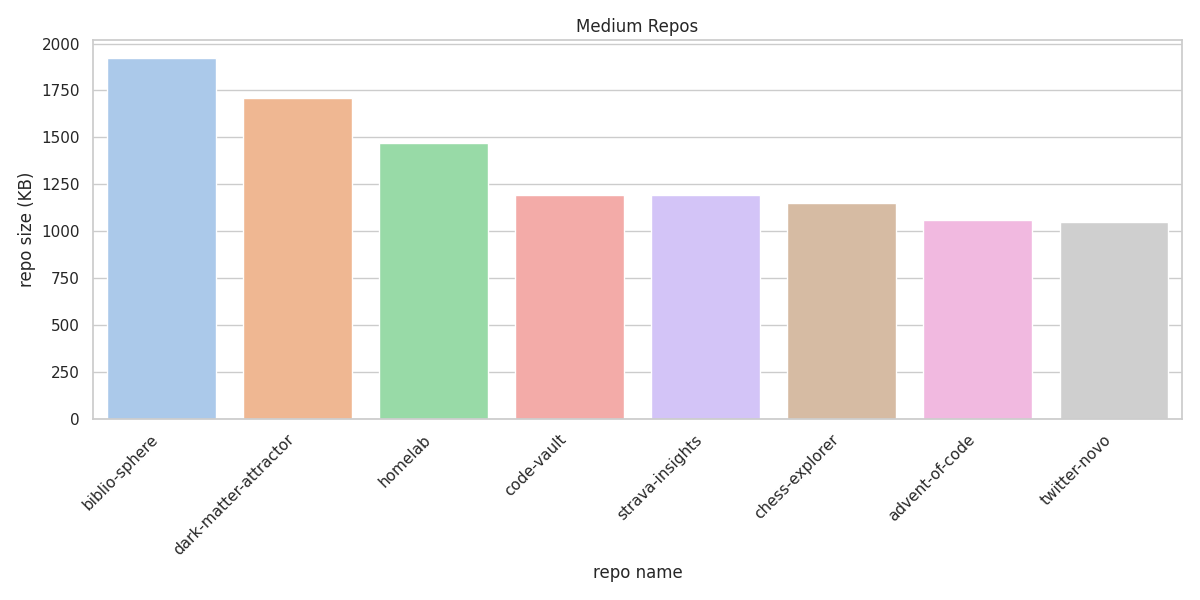 Medium Repos
2000
1750
1500
1250
1000
750
500
250
0
repo size (KB)
biblio-sphere
dark-matter-attractor
homelab
code-vault
strava-insights
chess-explorer
advent-of-code
twitter-novo
repo name